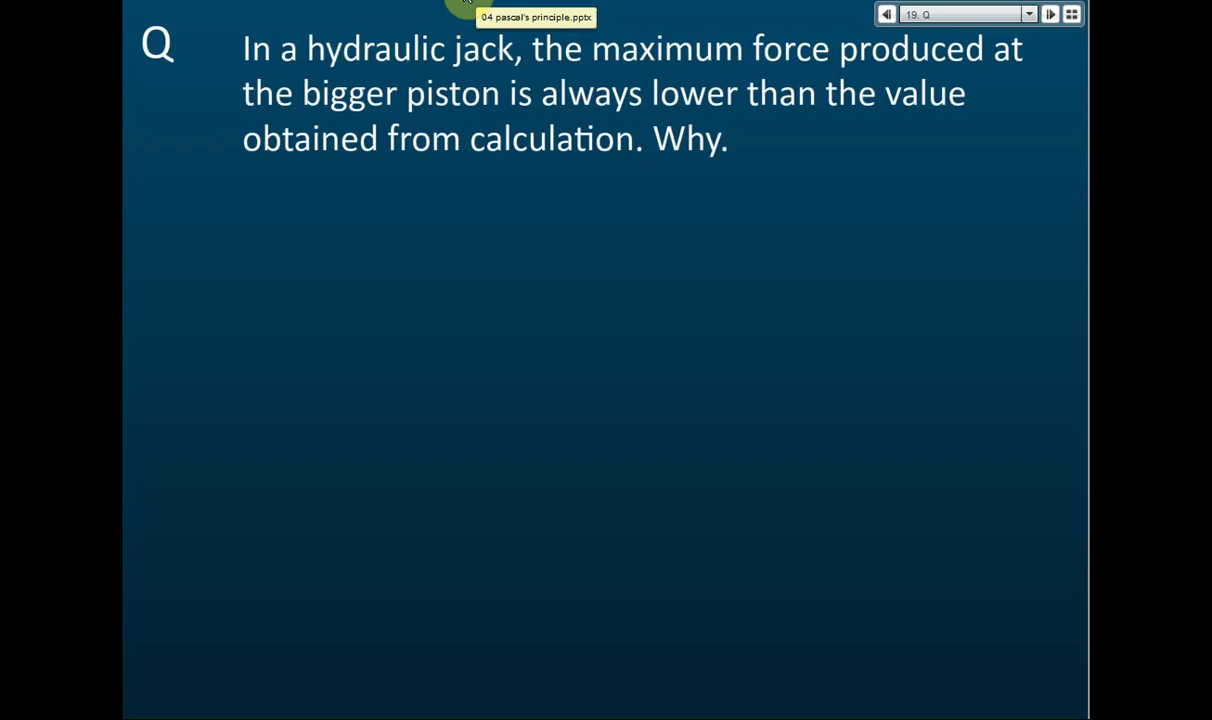 04 pascal's principle.pptx
19. Q
Q
In a hydraulic jack, the maximum force produced at
the bigger piston is always lower than the value
obtained from calculation. Why.